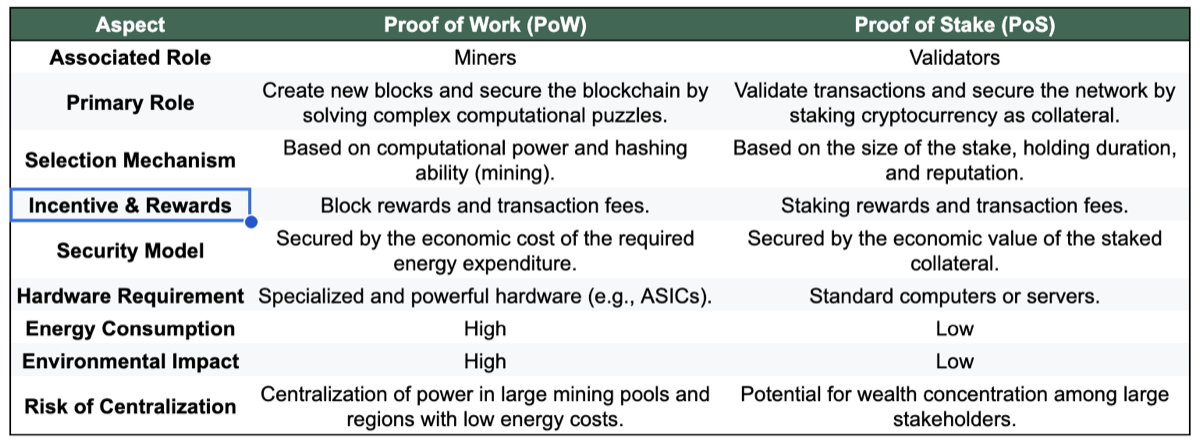 Aspect Proof of Work (PoW) Proof of Stake (PoS)
Associated Role Miners Validators
Primary Role Create new blocks and secure the blockchain by solving complex computational puzzles. Validate transactions and secure the network by staking cryptocurrency as collateral.
Selection Mechanism Based on computational power and hashing ability (mining). Based on the size of the stake, holding duration, and reputation.
Incentive & Rewards Block rewards and transaction fees. Staking rewards and transaction fees.
Security Model Secured by the economic cost of the required energy expenditure. Secured by the economic value of the staked collateral.
Hardware Requirement Specialized and powerful hardware (e.g., ASICs). Standard computers or servers.
Energy Consumption High Low
Environmental Impact High Low
Risk of Centralization Centralization of power in large mining pools and regions with low energy costs. Potential for wealth concentration among large stakeholders.